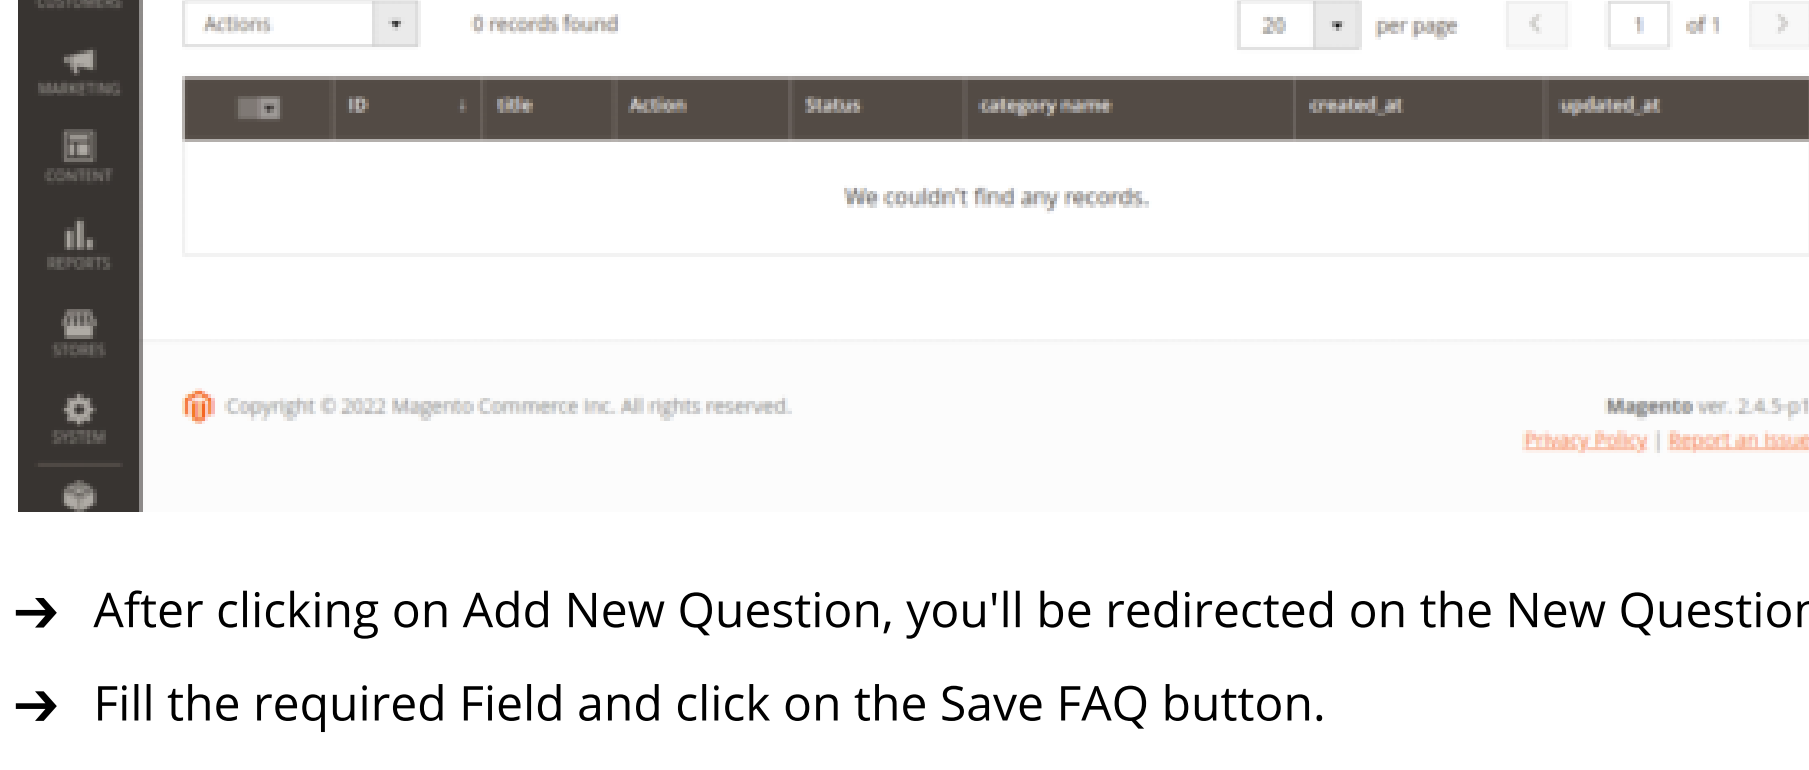 CUSTOMERS
Actions 0 records found 20 per page 1 of 1
MARKETING
ID ↓ title Action Status category name created_at updated_at
CONTENT
We couldn't find any records.
REPORTS
STORES
Copyright © 2022 Magento Commerce Inc. All rights reserved. Magento ver. 2.4.5-p1
SYSTEM
Privacy Policy | Report an Issue
➔ After clicking on Add New Question, you'll be redirected on the New Question
➔ Fill the required Field and click on the Save FAQ button.